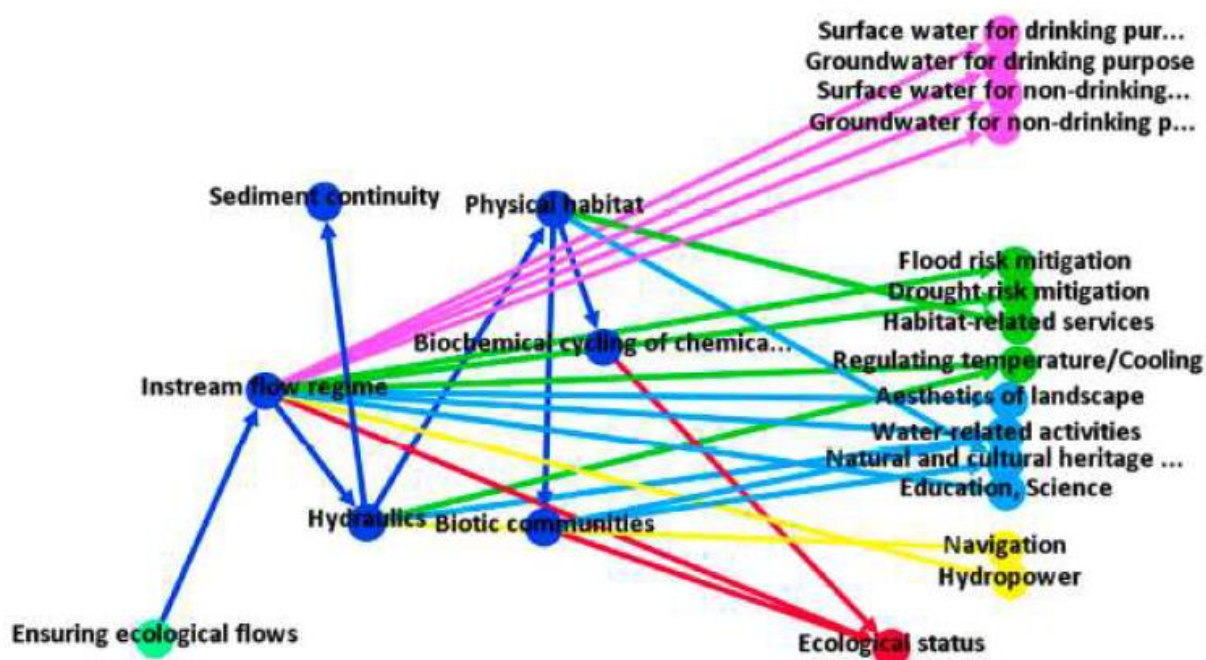 Surface water for drinking pur...
Groundwater for drinking purpose
Surface water for non-drinking...
Groundwater for non-drinking p...
Sediment continuity
Physical habitat
Flood risk mitigation
Drought risk mitigation
Habitat-related services
Biochemical cycling of chemica...
Regulating temperature/Cooling
Instream flow regime
Aesthetics of landscape
Water-related activities
Natural and cultural heritage ...
Education, Science
Hydraulics
Biotic communities
Navigation
Hydropower
Ensuring ecological flows
Ecological status